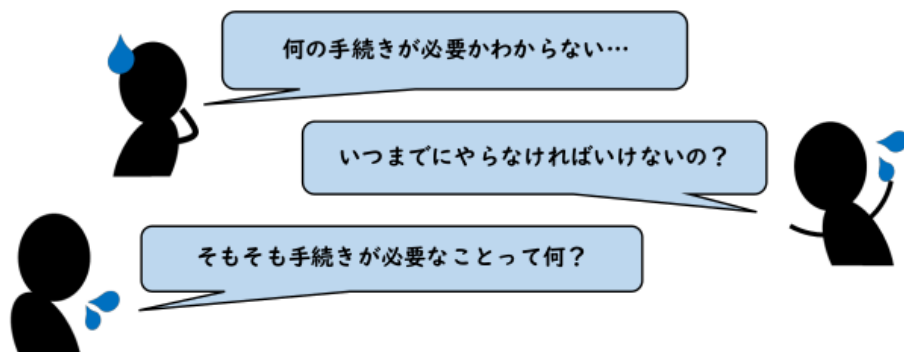 何の手続きが必要かわからない…
いつまでにやらなければいけないの？
そもそも手続きが必要なことって何？